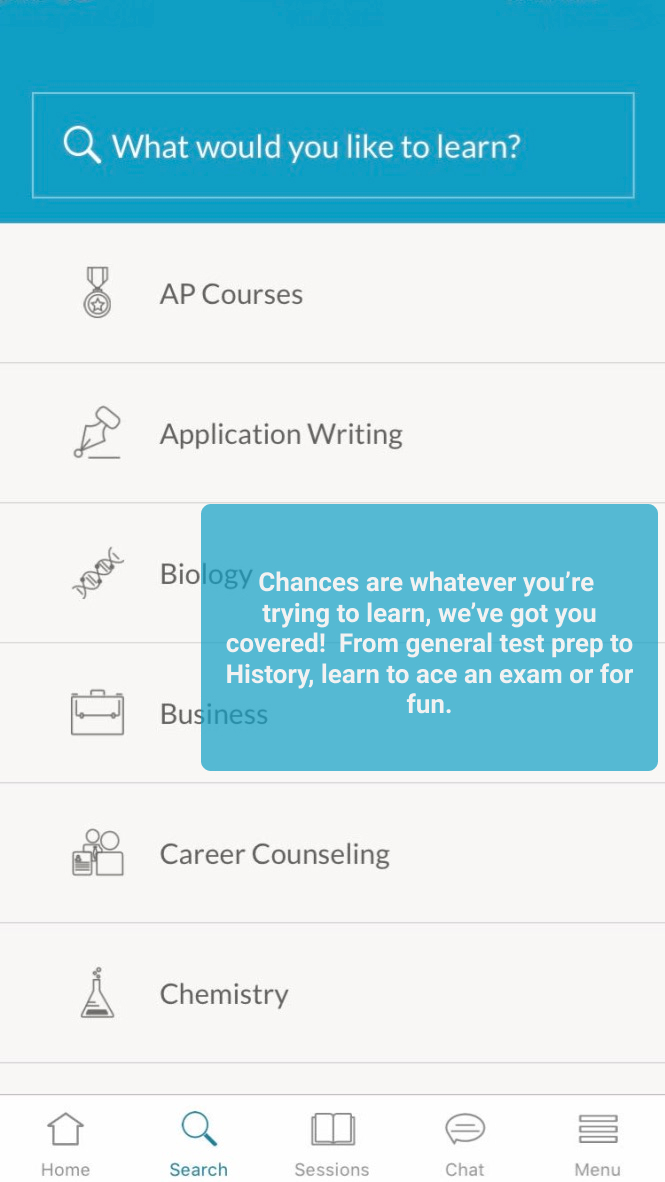 What would you like to learn?
AP Courses
Application Writing
Biology
Chances are whatever you’re
trying to learn, we’ve got you
covered!  From general test prep to
History, learn to ace an exam or for
fun.
Business
Career Counseling
Chemistry
Home
Search
Sessions
Chat
Menu